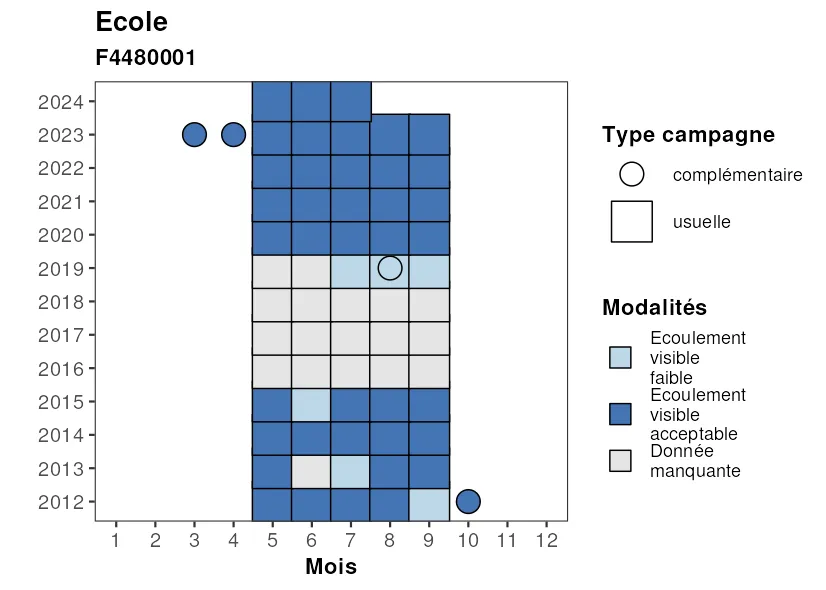 Ecole
F4480001
2024
2023
2022
2021
2020
2019
2018
2017
2016
2015
2014
2013
2012
1 2 3 4 5 6 7 8 9 10 11 12
Mois
Type campagne
complémentaire
usuelle
Modalités
Ecoulement
visible
faible
Ecoulement
visible
acceptable
Donnée
manquante